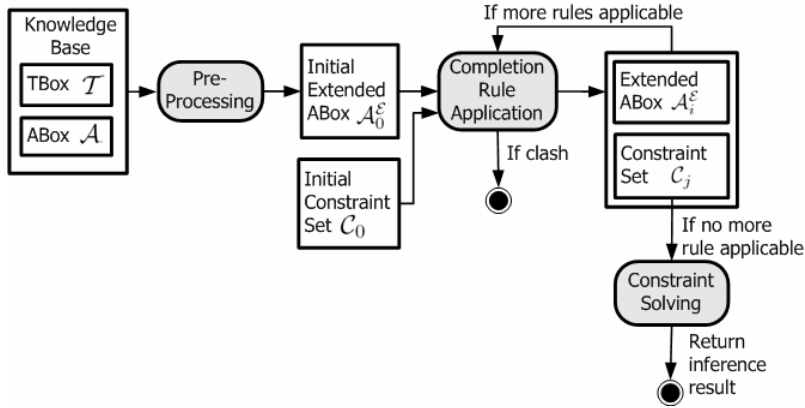 If more rules applicable
Knowledge
Base
TBox 𝒯
ABox 𝒜
Pre-
Processing
Initial
Extended
ABox 𝒜₀^ℰ
Initial
Constraint
Set 𝒞₀
Completion
Rule
Application
If clash
Extended
ABox 𝒜ᵢ^ℰ
Constraint
Set 𝒞ⱼ
If no more
rule applicable
Constraint
Solving
Return
inference
result